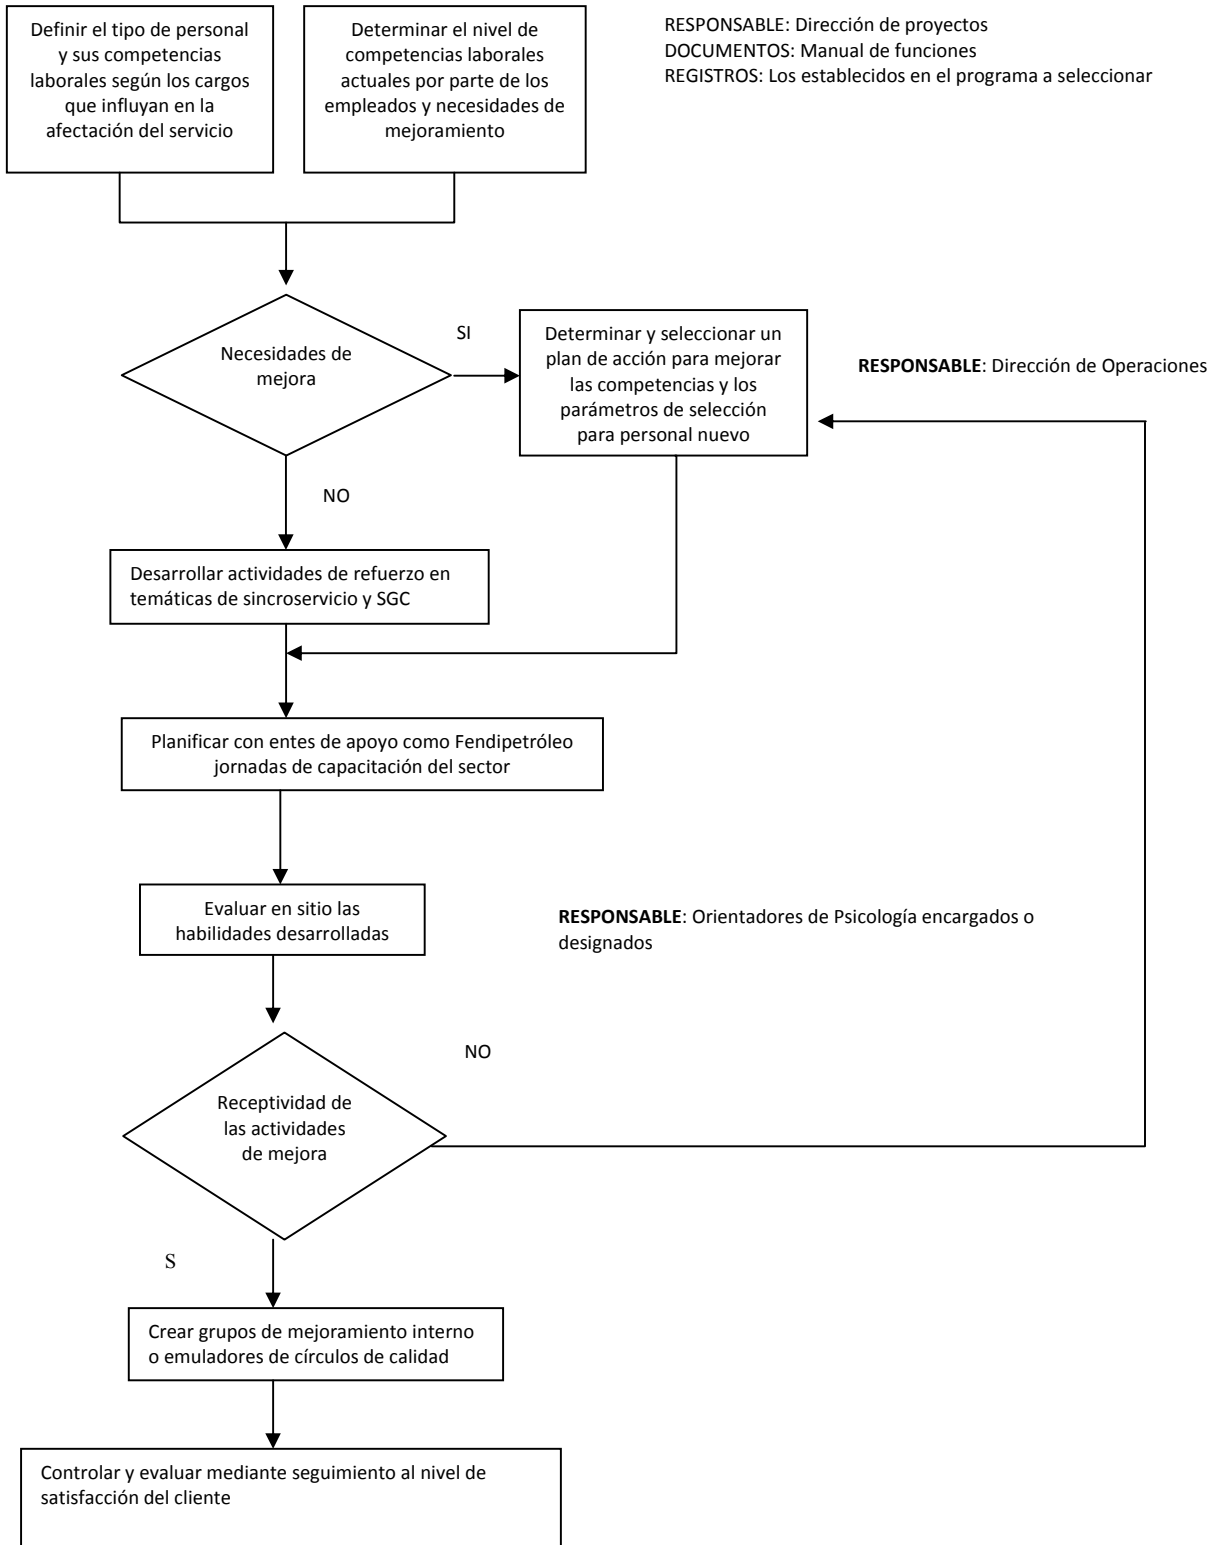 Definir el tipo de personal
y sus competencias
laborales según los cargos
que influyan en la
afectación del servicio
Determinar el nivel de
competencias laborales
actuales por parte de los
empleados y necesidades de
mejoramiento
RESPONSABLE: Dirección de proyectos
DOCUMENTOS: Manual de funciones
REGISTROS: Los establecidos en el programa a seleccionar
Necesidades de
mejora
SI
Determinar y seleccionar un
plan de acción para mejorar
las competencias y los
parámetros de selección
para personal nuevo
RESPONSABLE: Dirección de Operaciones
NO
Desarrollar actividades de refuerzo en
temáticas de sincroservicio y SGC
Planificar con entes de apoyo como Fendipetróleo
jornadas de capacitación del sector
Evaluar en sitio las
habilidades desarrolladas
RESPONSABLE: Orientadores de Psicología encargados o
designados
NO
Receptividad de
las actividades
de mejora
S
Crear grupos de mejoramiento interno
o emuladores de círculos de calidad
Controlar y evaluar mediante seguimiento al nivel de
satisfacción del cliente